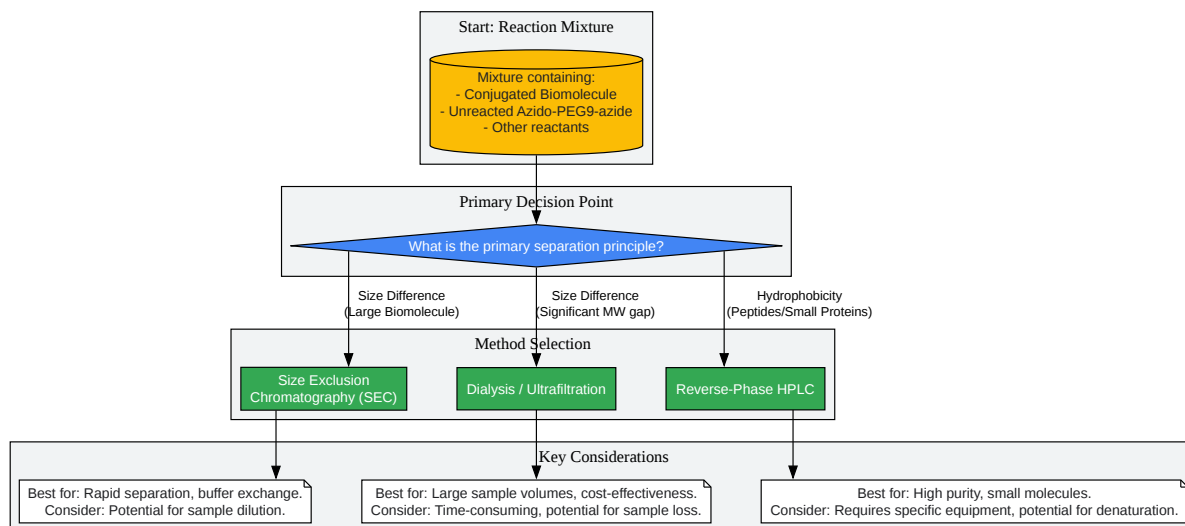 Start: Reaction Mixture
Mixture containing:
- Conjugated Biomolecule
- Unreacted Azido-PEG9-azide
- Other reactants
Primary Decision Point
What is the primary separation principle?
Size Difference
(Large Biomolecule)
Size Difference
(Significant MW gap)
Hydrophobicity
(Peptides/Small Proteins)
Method Selection
Size Exclusion
Chromatography (SEC)
Dialysis / Ultrafiltration
Reverse-Phase HPLC
Key Considerations
Best for: Rapid separation, buffer exchange.
Consider: Potential for sample dilution.
Best for: Large sample volumes, cost-effectiveness.
Consider: Time-consuming, potential for sample loss.
Best for: High purity, small molecules.
Consider: Requires specific equipment, potential for denaturation.